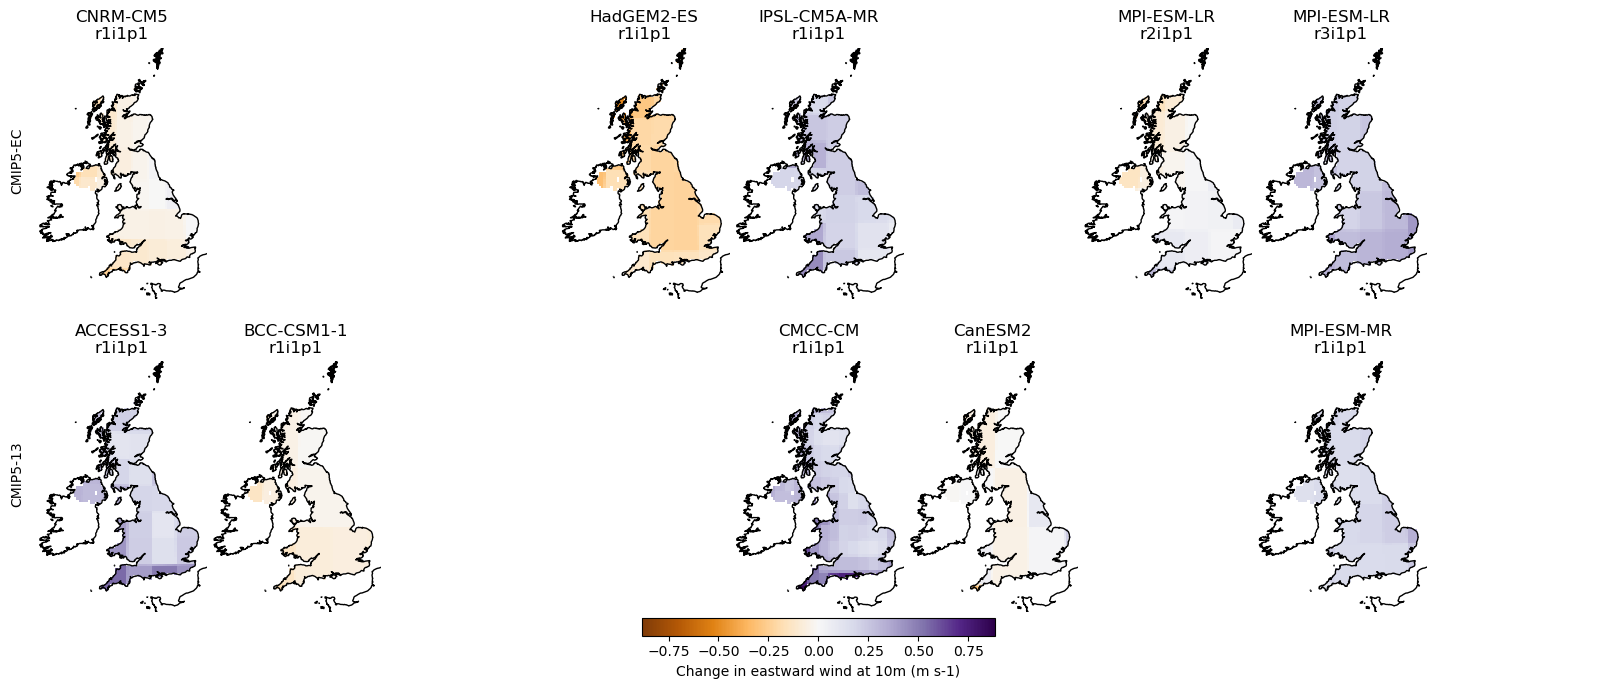 CNRM-CM5
r1i1p1
HadGEM2-ES
r1i1p1
IPSL-CM5A-MR
r1i1p1
MPI-ESM-LR
r2i1p1
MPI-ESM-LR
r3i1p1
CMIP5-EC
ACCESS1-3
r1i1p1
BCC-CSM1-1
r1i1p1
CMCC-CM
r1i1p1
CanESM2
r1i1p1
MPI-ESM-MR
r1i1p1
CMIP5-13
−0.75 −0.50 −0.25 0.00 0.25 0.50 0.75
Change in eastward wind at 10m (m s-1)